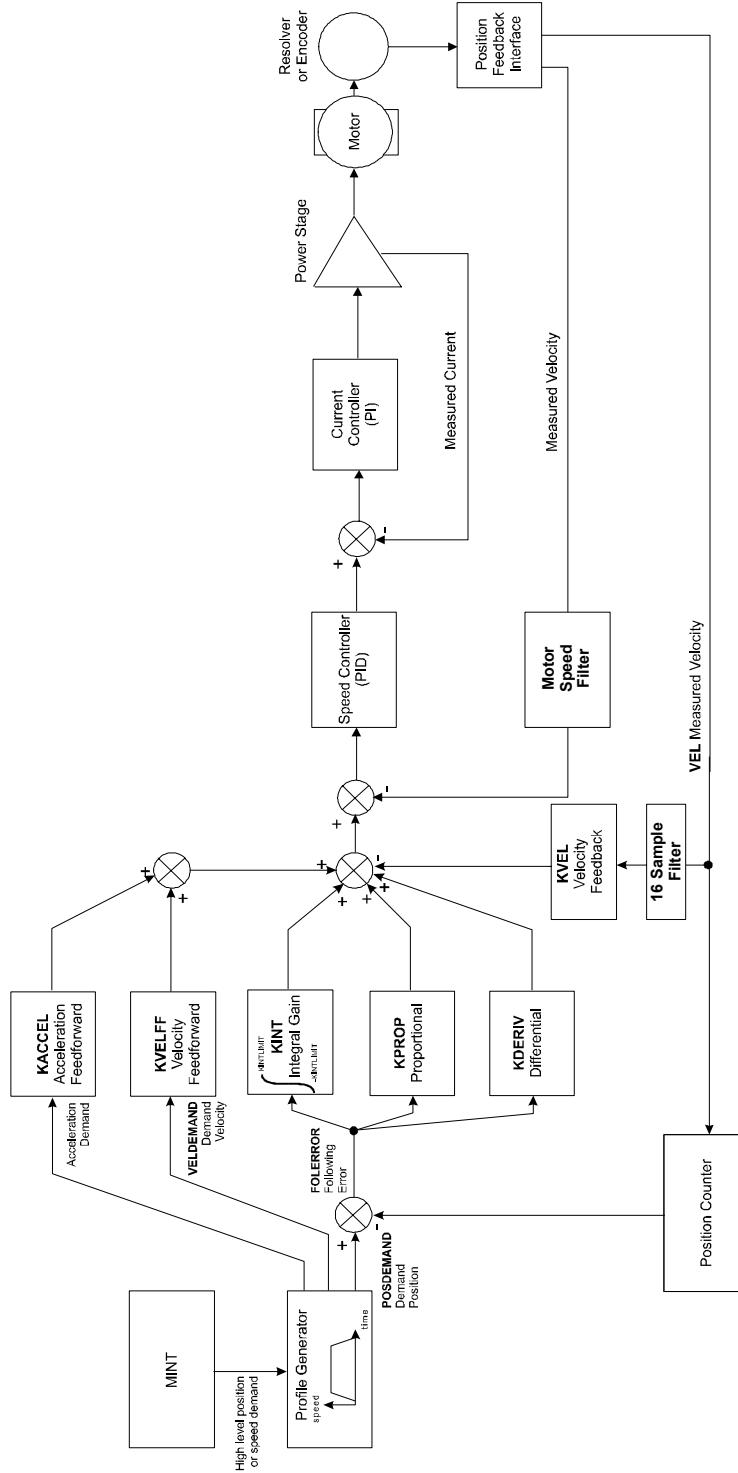 MINT
High level position
or speed demand
Profile Generator
speed
time
Acceleration
Demand
VELDEMAND
Demand
Velocity
POSDEMAND
Demand
Position
+
-
FOLERROR
Following
Error
KACCEL
Acceleration
Feedforward
KVELFF
Velocity
Feedforward
KINTLIMIT
KINT
Integral Gain
-KINTLIMIT
KPROP
Proportional
KDERIV
Differential
+
+
+
+
+
+
-
KVEL
Velocity
Feedback
16 Sample
Filter
+
-
Speed Controller
(PID)
Motor
Speed
Filter
+
-
Current
Controller
(PI)
Measured Current
Power Stage
Motor
Resolver
or Encoder
Position
Feedback
Interface
Measured Velocity
VEL Measured Velocity
Position Counter